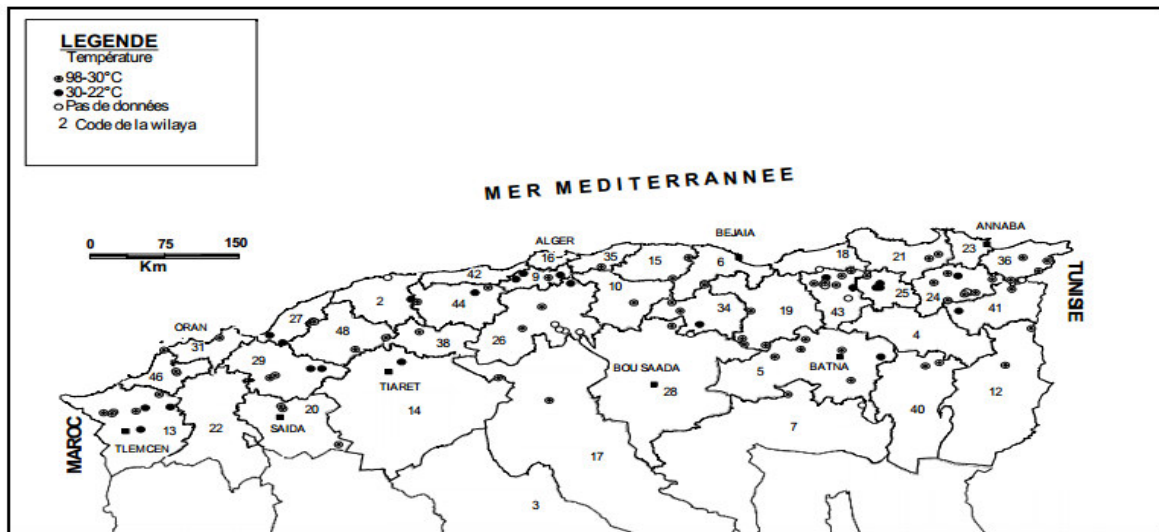 LEGENDE
Température
98-30°C
30-22°C
Pas de données
2 Code de la wilaya
MER MEDITERRANNEE
0 75 150
Km
ALGER
BEJAIA
ANNABA
ORAN
TUNISIE
MAROC
TLEMCEN
SAIDA
TIARET
BOU SAADA
BATNA
16
35
15
6
18
21
23
36
42
9
10
2
44
34
19
43
25
24
41
27
48
38
26
4
31
29
46
5
28
12
20
14
13
22
7
40
17
3